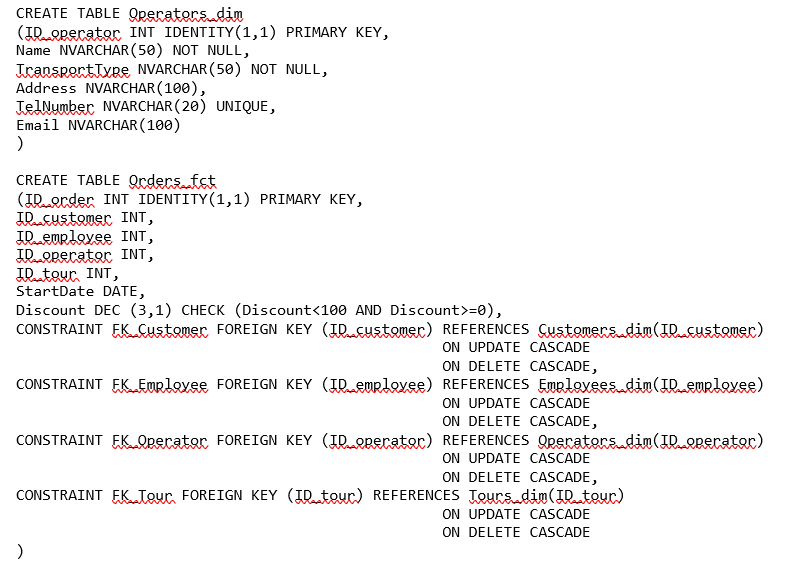 CREATE TABLE Operators_dim
(ID_operator INT IDENTITY(1,1) PRIMARY KEY,
Name NVARCHAR(50) NOT NULL,
TransportType NVARCHAR(50) NOT NULL,
Address NVARCHAR(100),
TelNumber NVARCHAR(20) UNIQUE,
Email NVARCHAR(100)
)
CREATE TABLE Orders_fct
(ID_order INT IDENTITY(1,1) PRIMARY KEY,
ID_customer INT,
ID_employee INT,
ID_operator INT,
ID_tour INT,
StartDate DATE,
Discount DEC (3,1) CHECK (Discount<100 AND Discount>=0),
CONSTRAINT FK_Customer FOREIGN KEY (ID_customer) REFERENCES Customers_dim(ID_customer)
ON UPDATE CASCADE
ON DELETE CASCADE,
CONSTRAINT FK_Employee FOREIGN KEY (ID_employee) REFERENCES Employees_dim(ID_employee)
ON UPDATE CASCADE
ON DELETE CASCADE,
CONSTRAINT FK_Operator FOREIGN KEY (ID_operator) REFERENCES Operators_dim(ID_operator)
ON UPDATE CASCADE
ON DELETE CASCADE,
CONSTRAINT FK_Tour FOREIGN KEY (ID_tour) REFERENCES Tours_dim(ID_tour)
ON UPDATE CASCADE
ON DELETE CASCADE
)